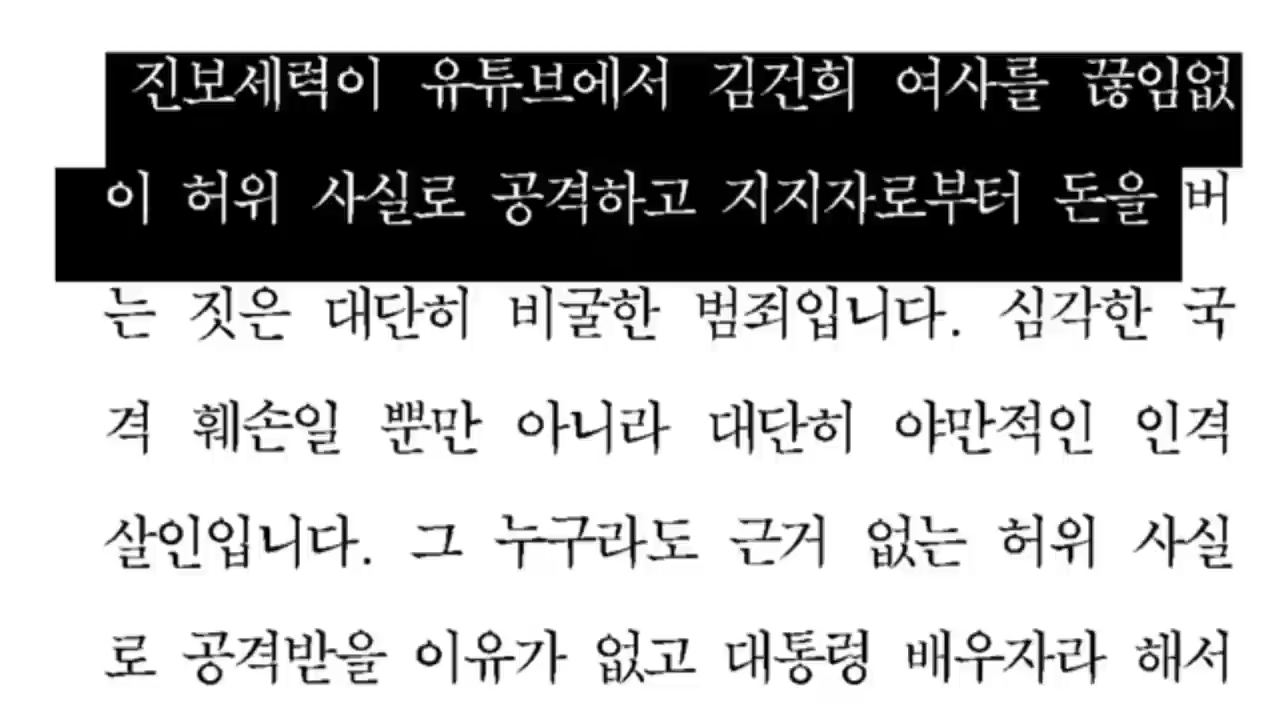 진보세력이 유튜브에서 김건희 여사를 끊임없
이 허위 사실로 공격하고 지지자로부터 돈을 버
는 짓은 대단히 비굴한 범죄입니다. 심각한 국
격 훼손일 뿐만 아니라 대단히 야만적인 인격
살인입니다. 그 누구라도 근거 없는 허위 사실
로 공격받을 이유가 없고 대통령 배우자라 해서